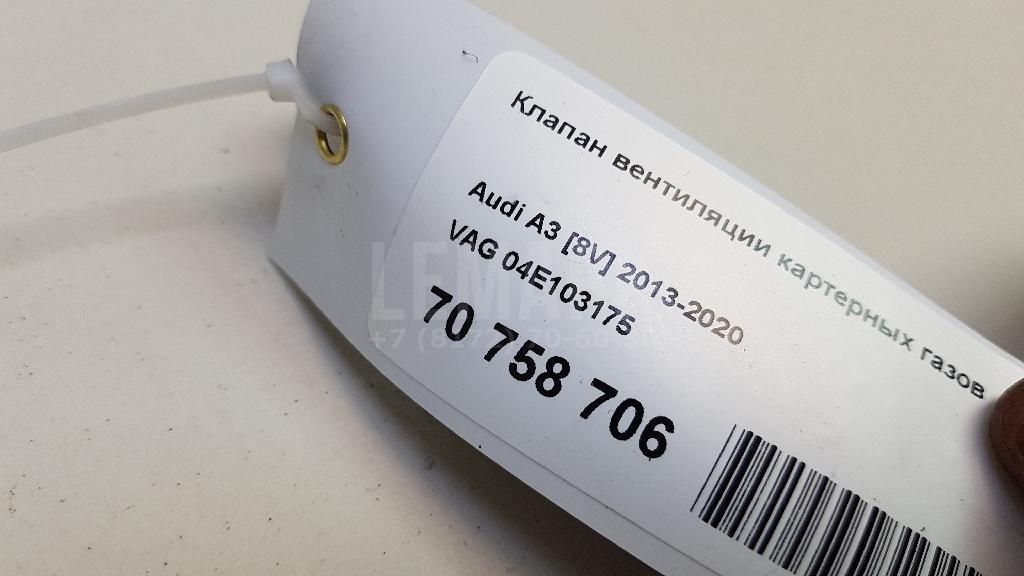 Клапан вентиляции картерных газов
Audi A3 [8V] 2013-2020
VAG 04E103175
70 758 706